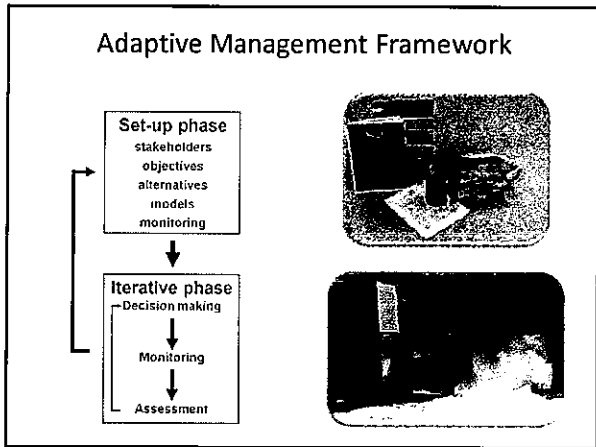 Adaptive Management Framework
Set-up phase
stakeholders
objectives
alternatives
models
monitoring
Iterative phase
Decision making
Monitoring
Assessment